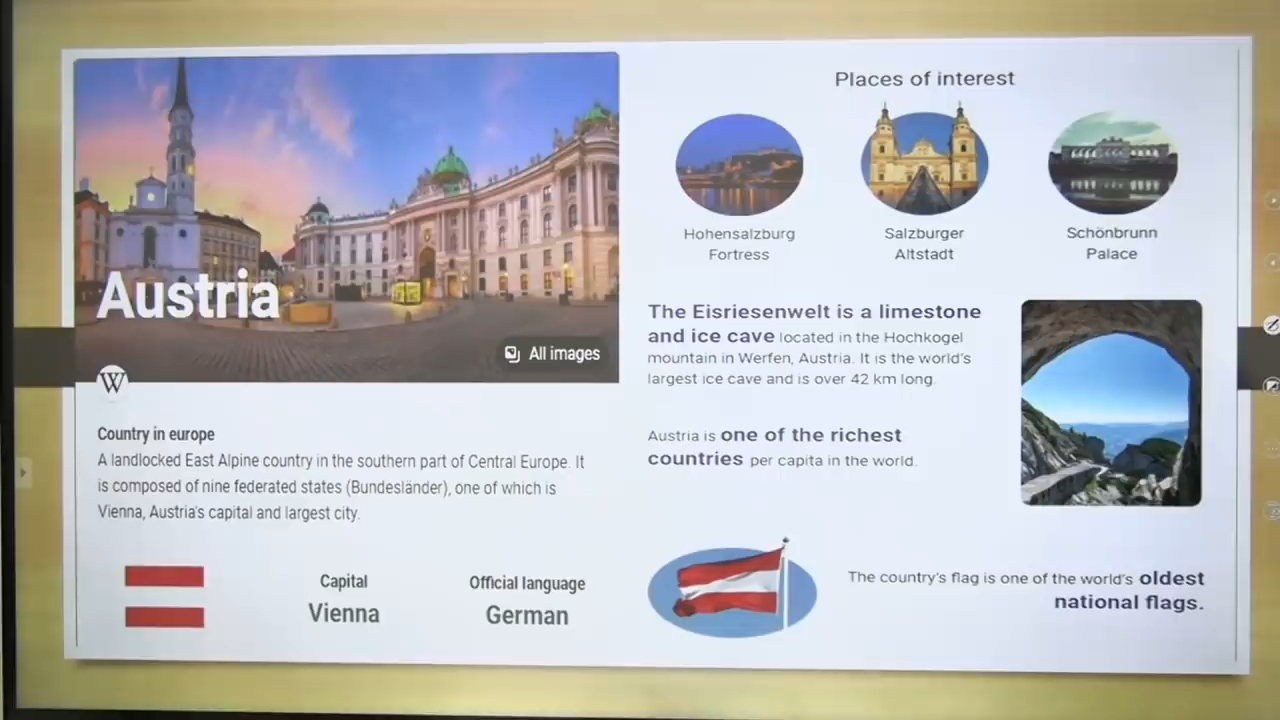 Austria
All images
W
Country in europe
A landlocked East Alpine country in the southern part of Central Europe. It
is composed of nine federated states (Bundesländer), one of which is
Vienna, Austria's capital and largest city.
Capital
Vienna
Official language
German
Places of interest
Hohensalzburg
Fortress
Salzburger
Altstadt
Schönbrunn
Palace
The Eisriesenwelt is a limestone
and ice cave located in the Hochkogel
mountain in Werfen, Austria. It is the world's
largest ice cave and is over 42 km long.
Austria is one of the richest
countries per capita in the world.
The country's flag is one of the world's oldest
national flags.